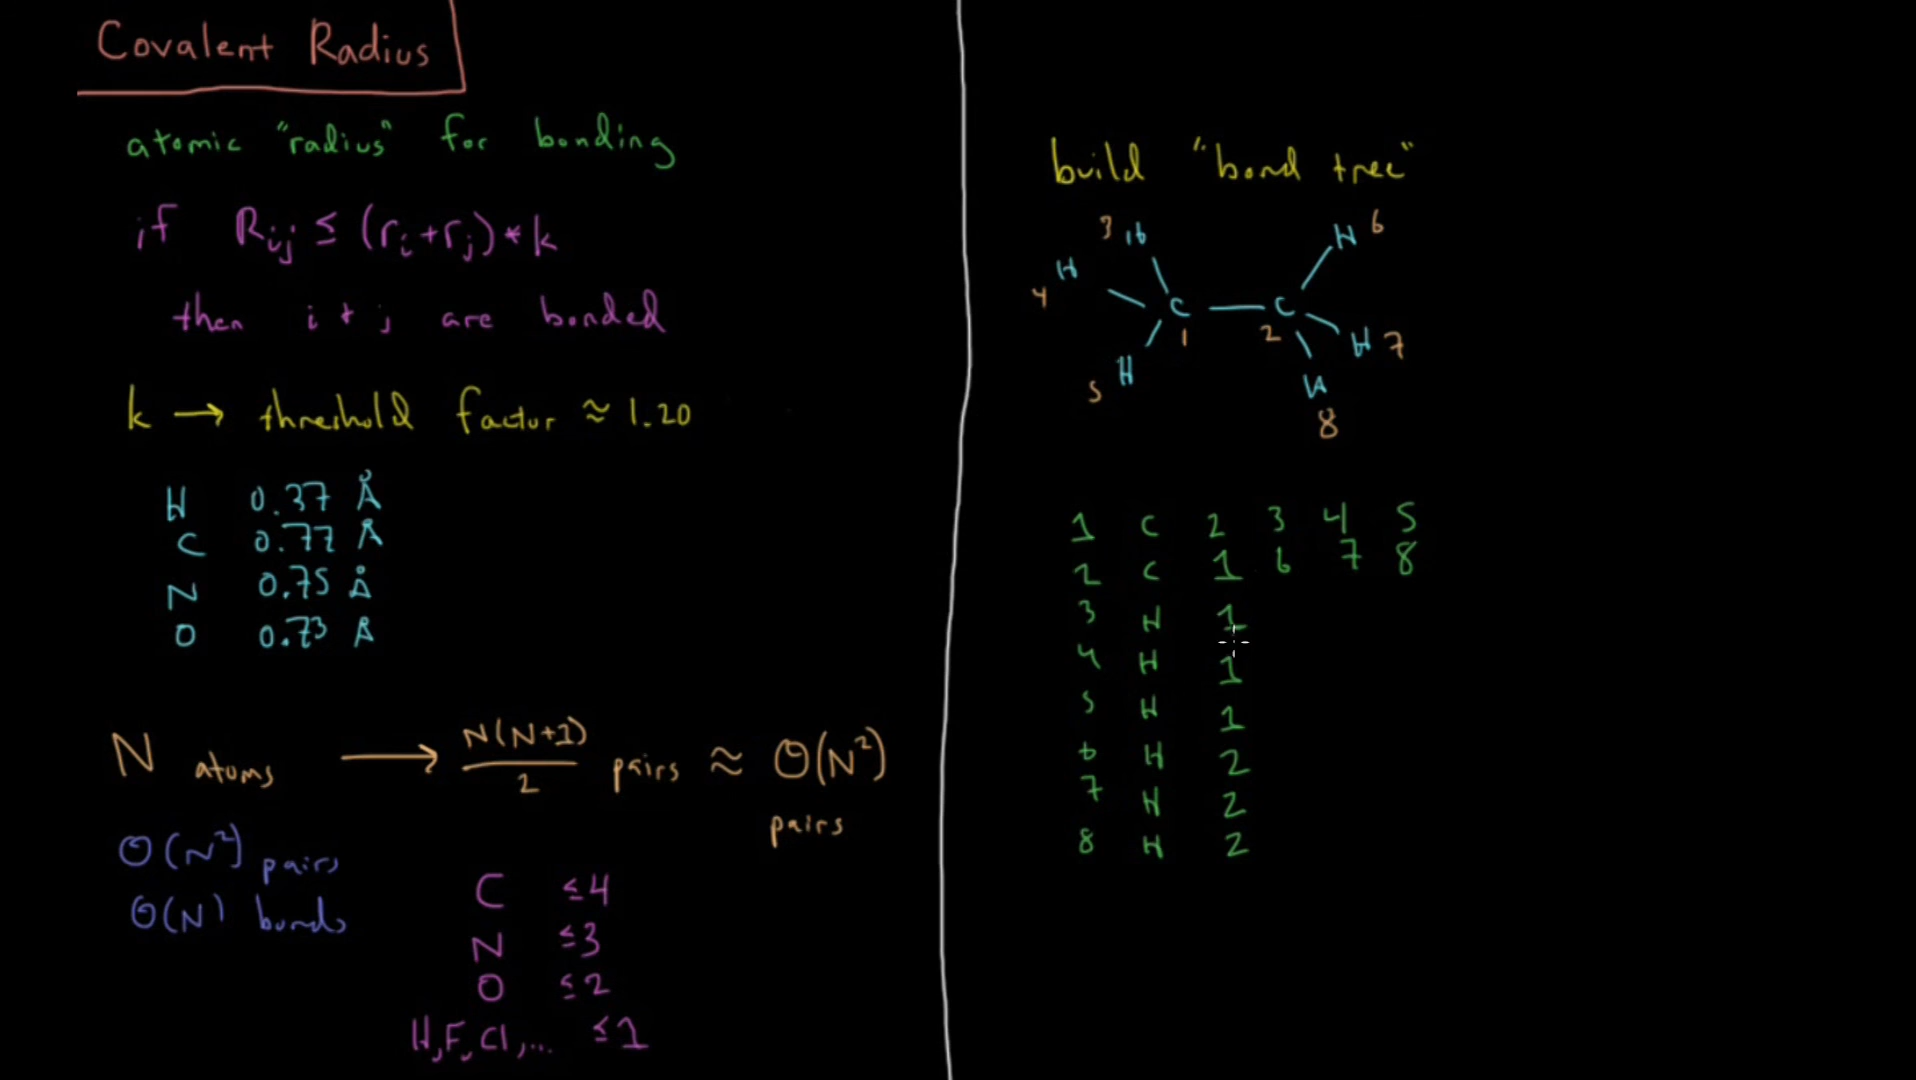 Covalent Radius
atomic "radius" for bonding
if Rij ≤ (ri+rj)*k
then i + j are bonded
k → threshold factor ≈ 1.20
H 0.37 Å
C 0.77 Å
N 0.75 Å
O 0.73 Å
N atoms → N(N+1)/2 pairs ≈ O(N²)
pairs
O(N²) pairs
O(N) bonds
C ≤4
N ≤3
O ≤2
H, F, Cl, ... ≤1
build "bond tree"
3 H H 6
H
4 C C
1 2 H 7
5 H H
8
1 C 2 3 4 5
2 C 1 6 7 8
3 H 1
4 H 1
5 H 1
6 H 2
7 H 2
8 H 2